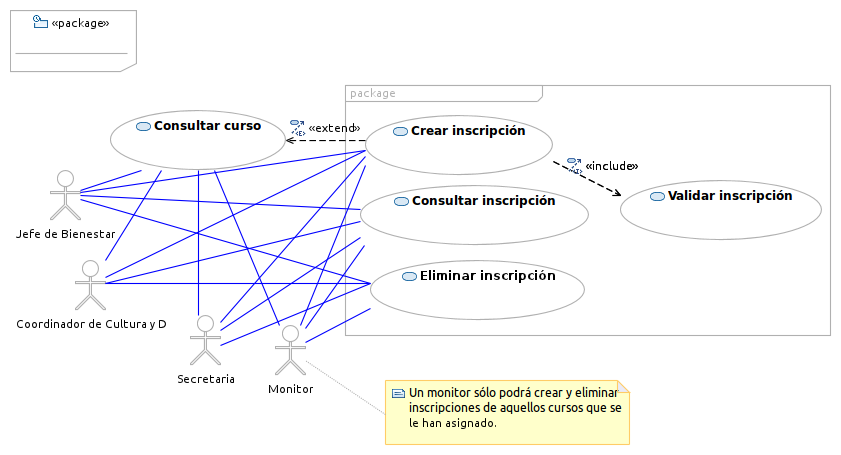 «package»
package
Consultar curso
«extend»
Crear inscripción
«include»
Validar inscripción
Consultar inscripción
Jefe de Bienestar
Eliminar inscripción
Coordinador de Cultura y D
Secretaria
Monitor
Un monitor sólo podrá crear y eliminar
inscripciones de aquellos cursos que se
le han asignado.